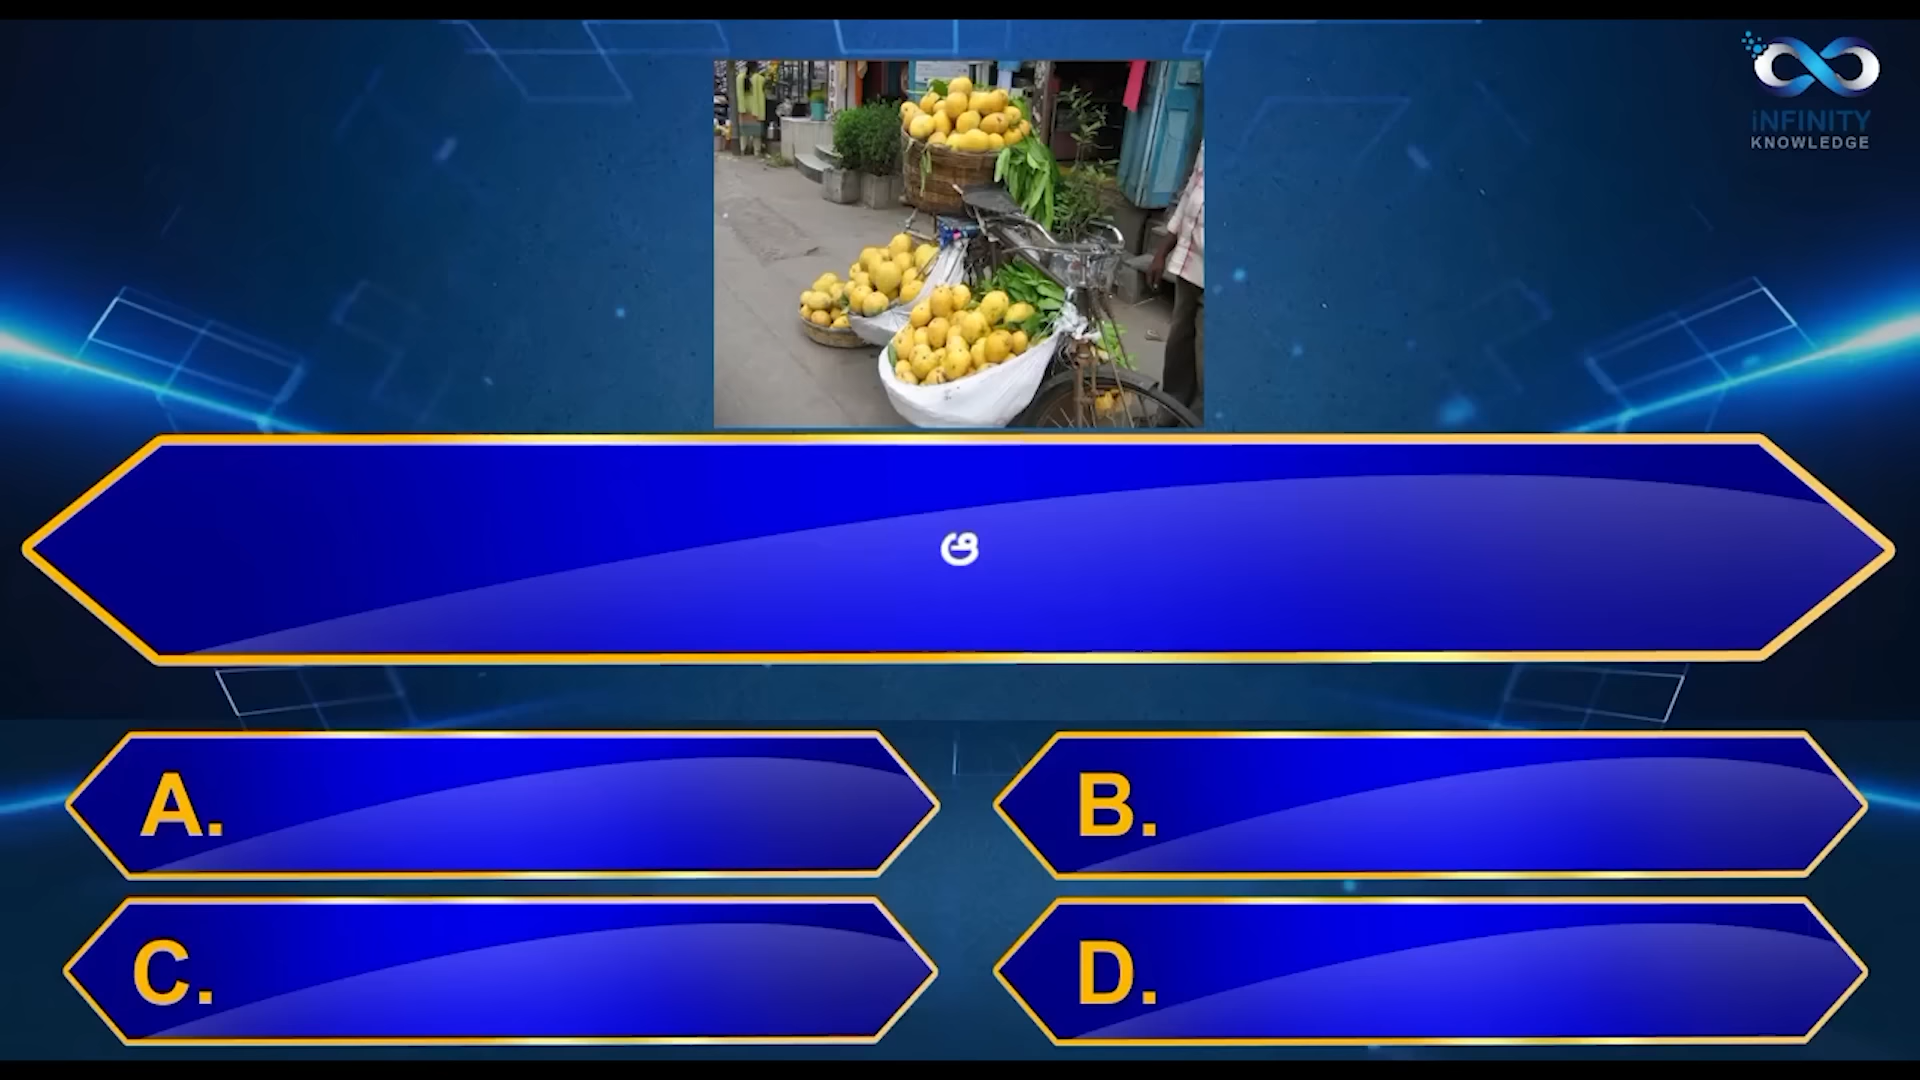 INFINITY
KNOWLEDGE
ఆ
A.
B.
C.
D.